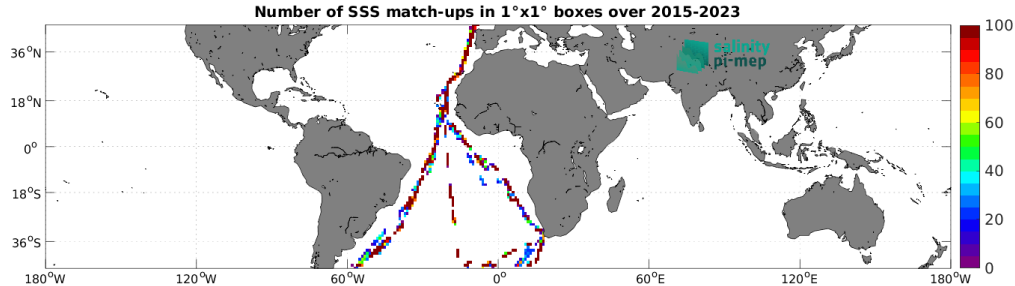 Number of SSS match-ups in 1°x1° boxes over 2015-2023
36°N
18°N
0°
18°S
36°S
180°W
120°W
60°W
0°
60°E
120°E
180°W
salinity
pi-mep
100
80
60
40
20
0